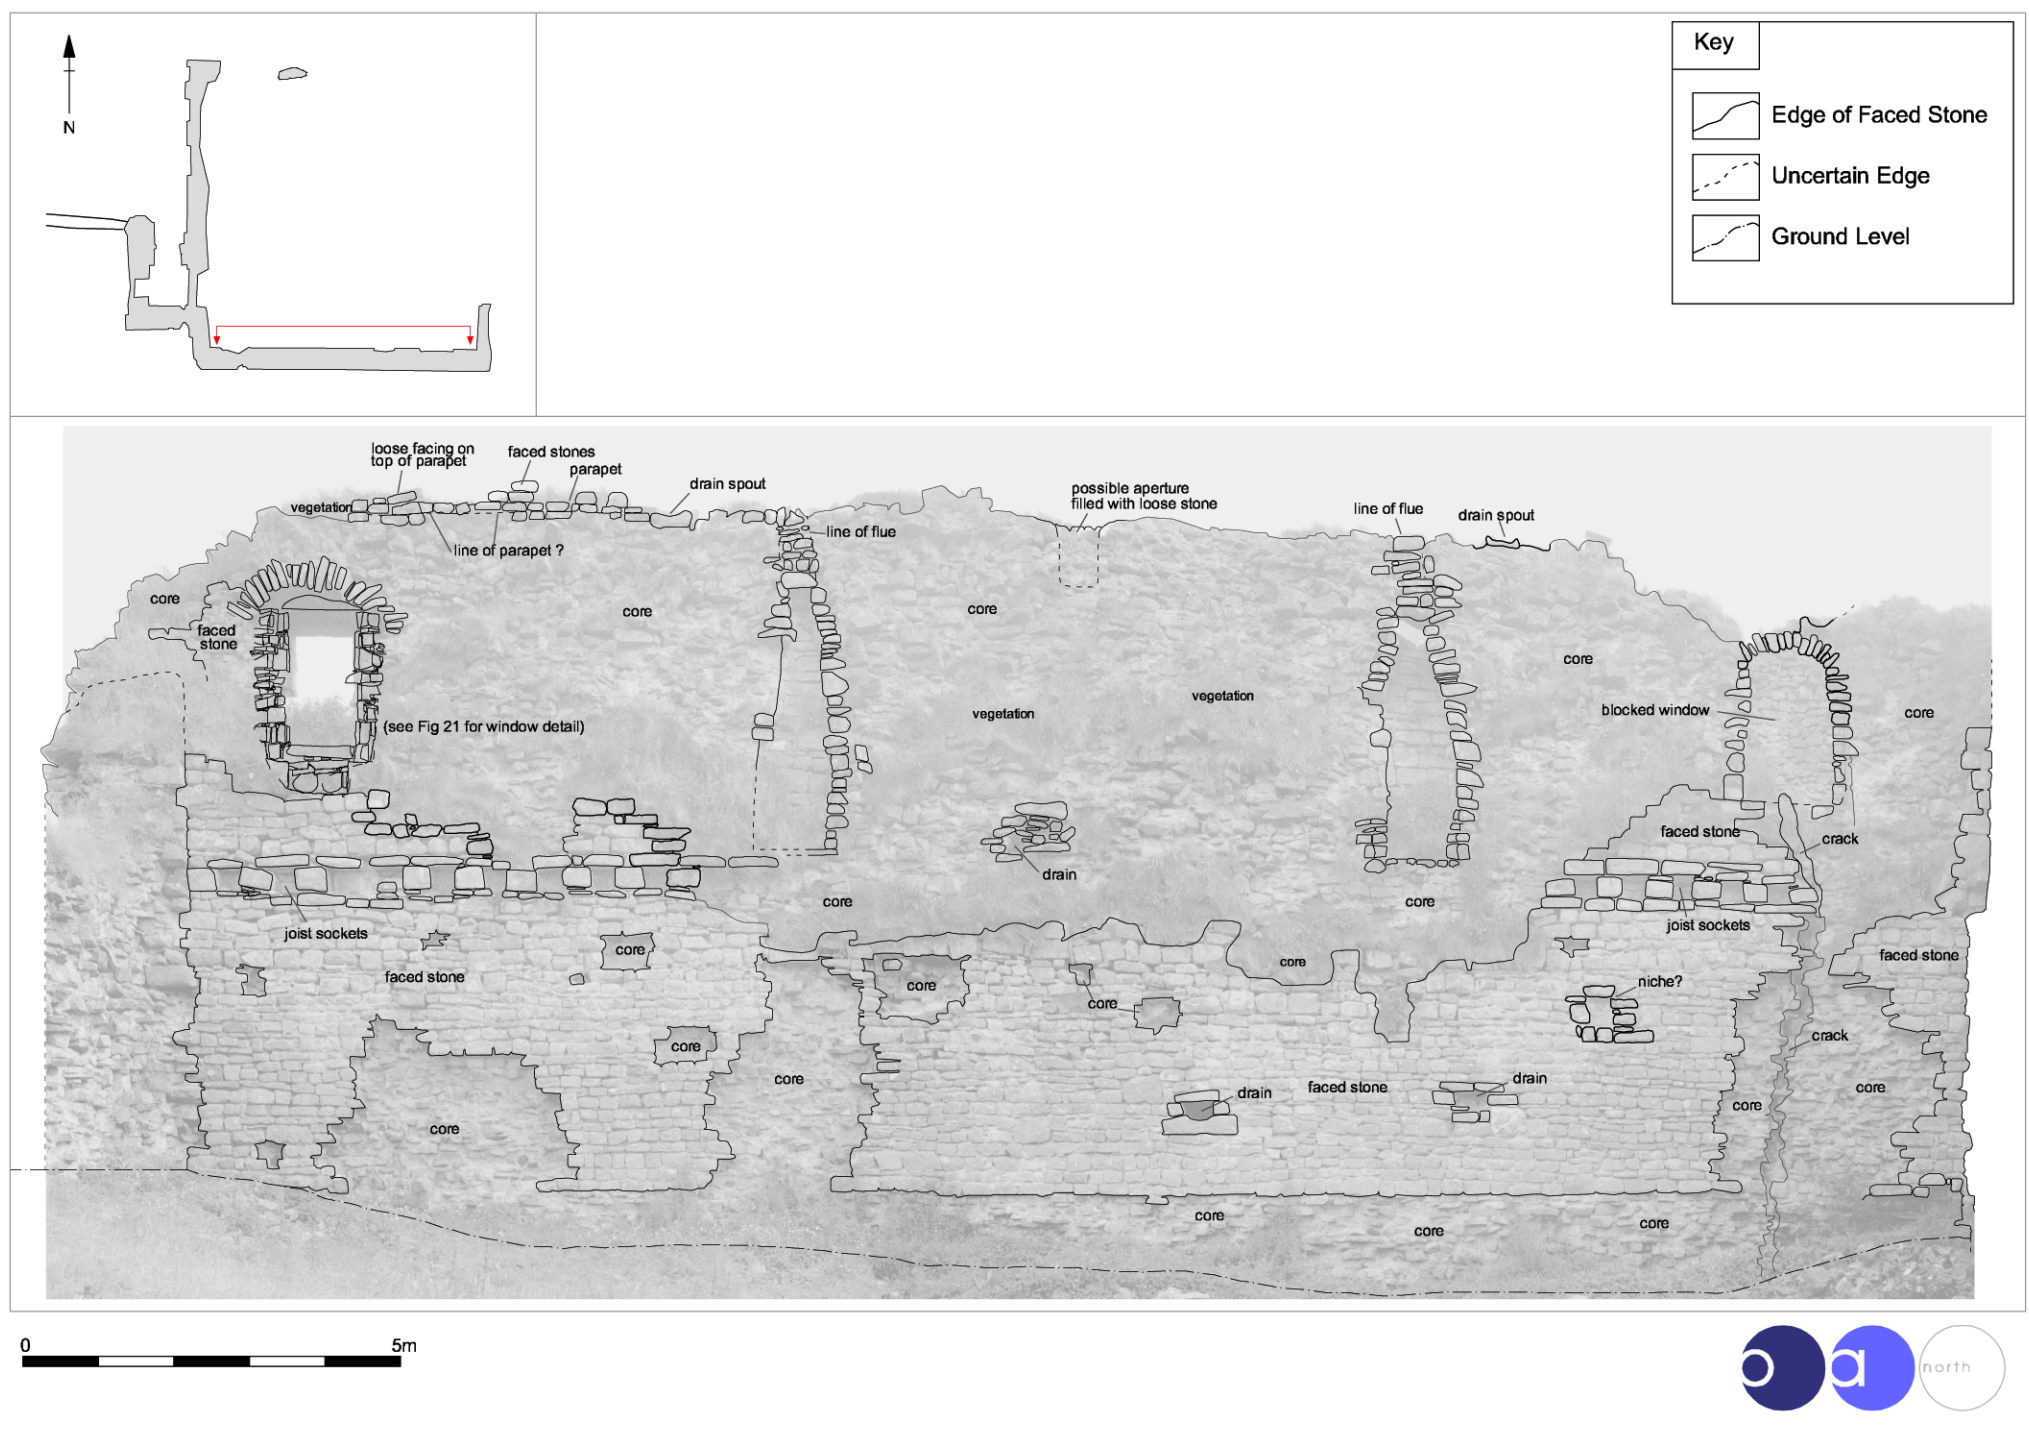 N
Key
Edge of Faced Stone
Uncertain Edge
Ground Level
loose facing on
top of parapet
faced stones
parapet
drain spout
vegetation
line of parapet ?
line of flue
possible aperture
filled with loose stone
line of flue
drain spout
core
faced
stone
core
core
core
(see Fig 21 for window detail)
vegetation
vegetation
blocked window
core
faced stone
crack
drain
core
core
joist sockets
joist sockets
core
faced stone
core
faced stone
core
niche?
core
core
crack
core
core
drain
faced stone
drain
core
core
core
core
core
core
0
5m
oa
north